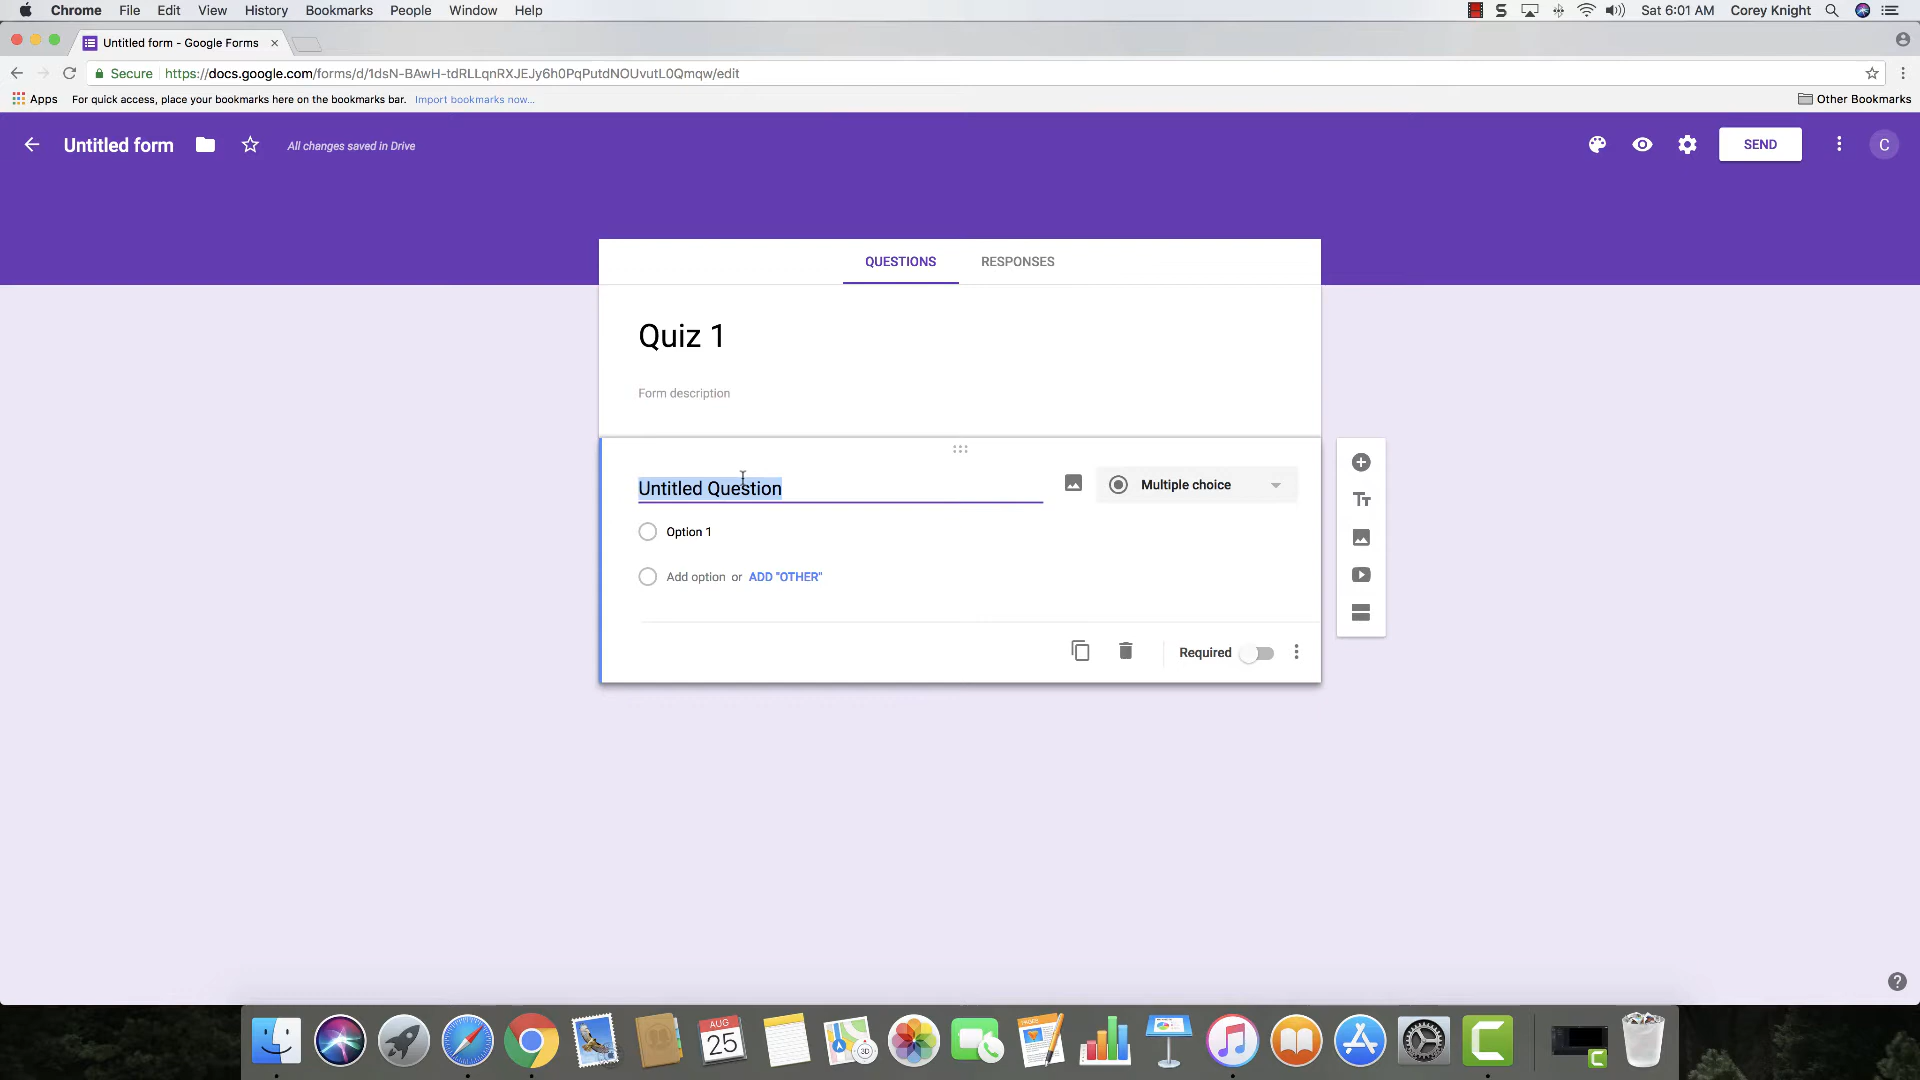 Chrome File Edit View History Bookmarks People Window Help
Sat 6:01 AM Corey Knight
Untitled form - Google Forms
Secure https://docs.google.com/forms/d/1dsN-BAwH-tdRLLqnRXJEJy6h0PqPutdNOUvutL0Qmqw/edit
Apps For quick access, place your bookmarks here on the bookmarks bar. Import bookmarks now...
Other Bookmarks
Untitled form
All changes saved in Drive
SEND
C
QUESTIONS
RESPONSES
Quiz 1
Form description
Untitled Question
Multiple choice
Option 1
Add option or ADD "OTHER"
Required
AUG
25
3D